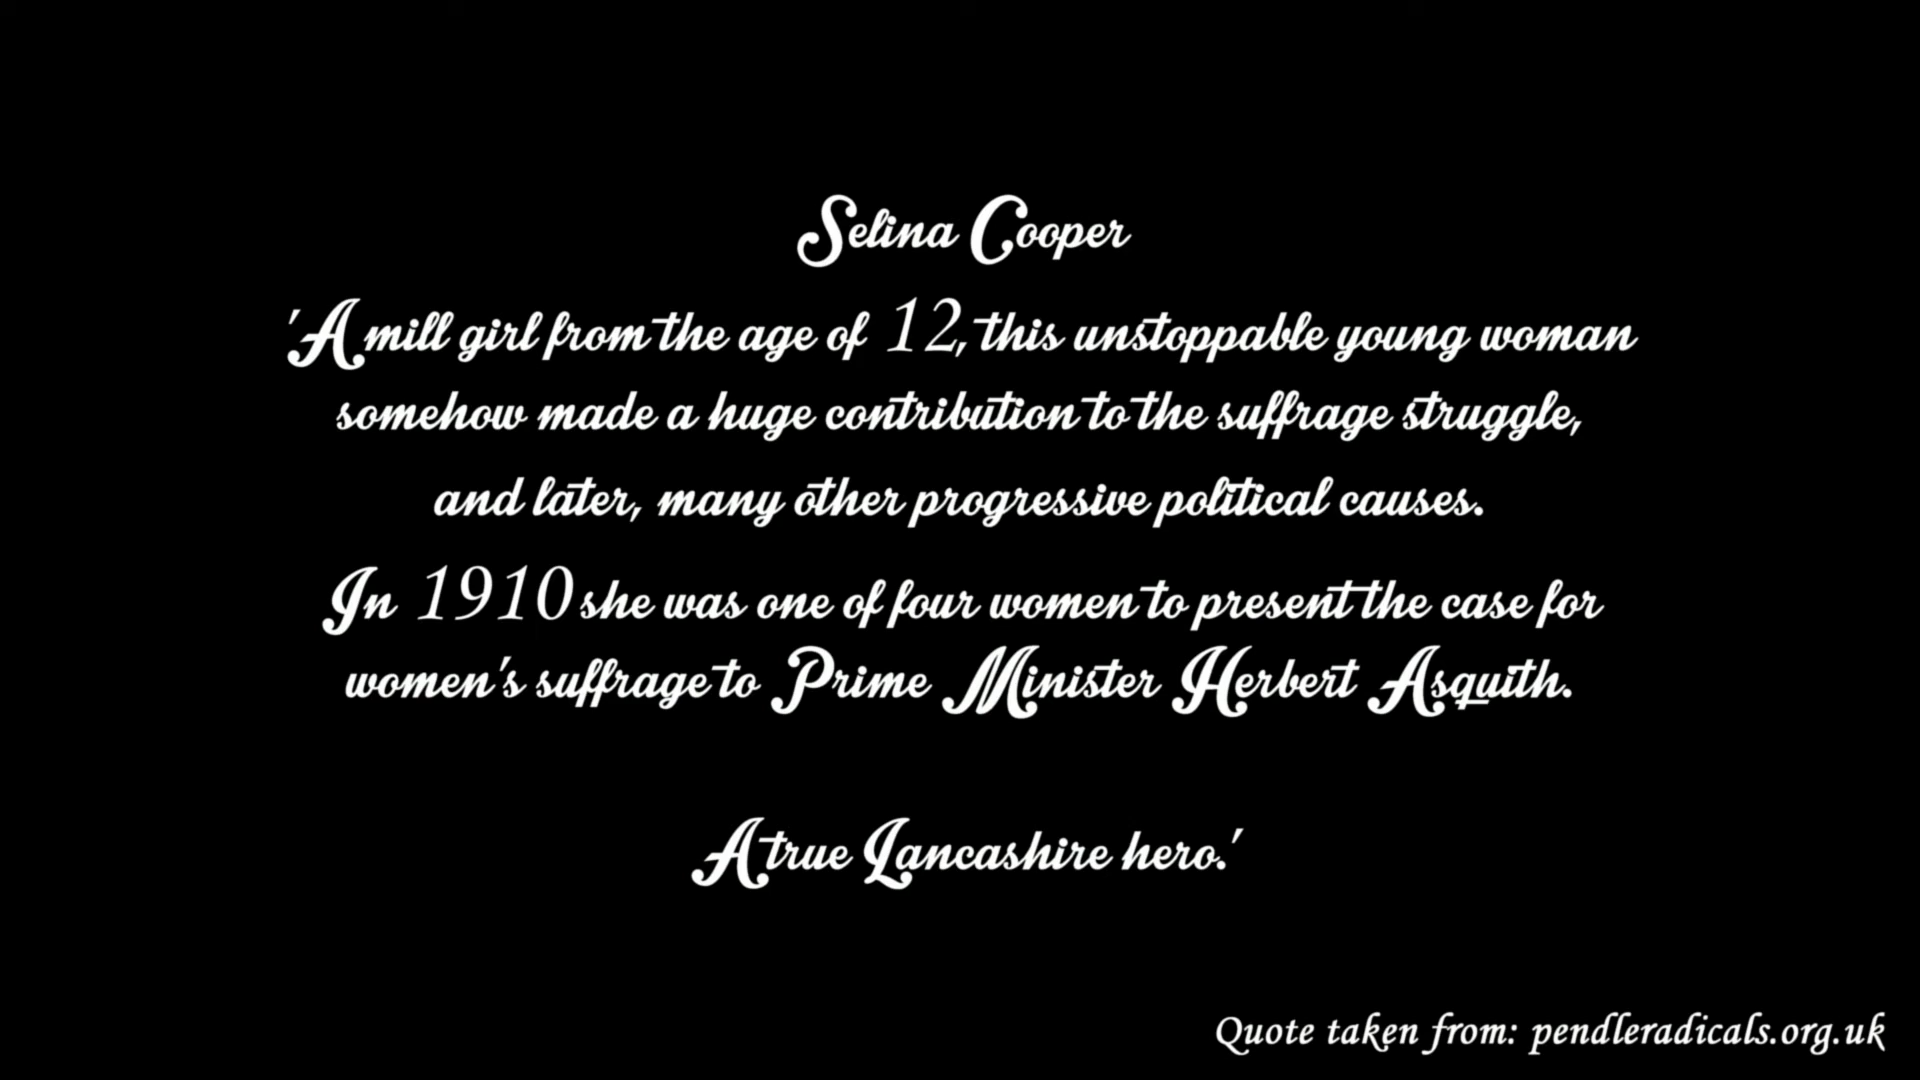 Selina Cooper
'A mill girl from the age of 12, this unstoppable young woman
somehow made a huge contribution to the suffrage struggle,
and later, many other progressive political causes.
In 1910 she was one of four women to present the case for
women's suffrage to Prime Minister Herbert Asquith.
A true Lancashire hero.'
Quote taken from: pendleradicals.org.uk